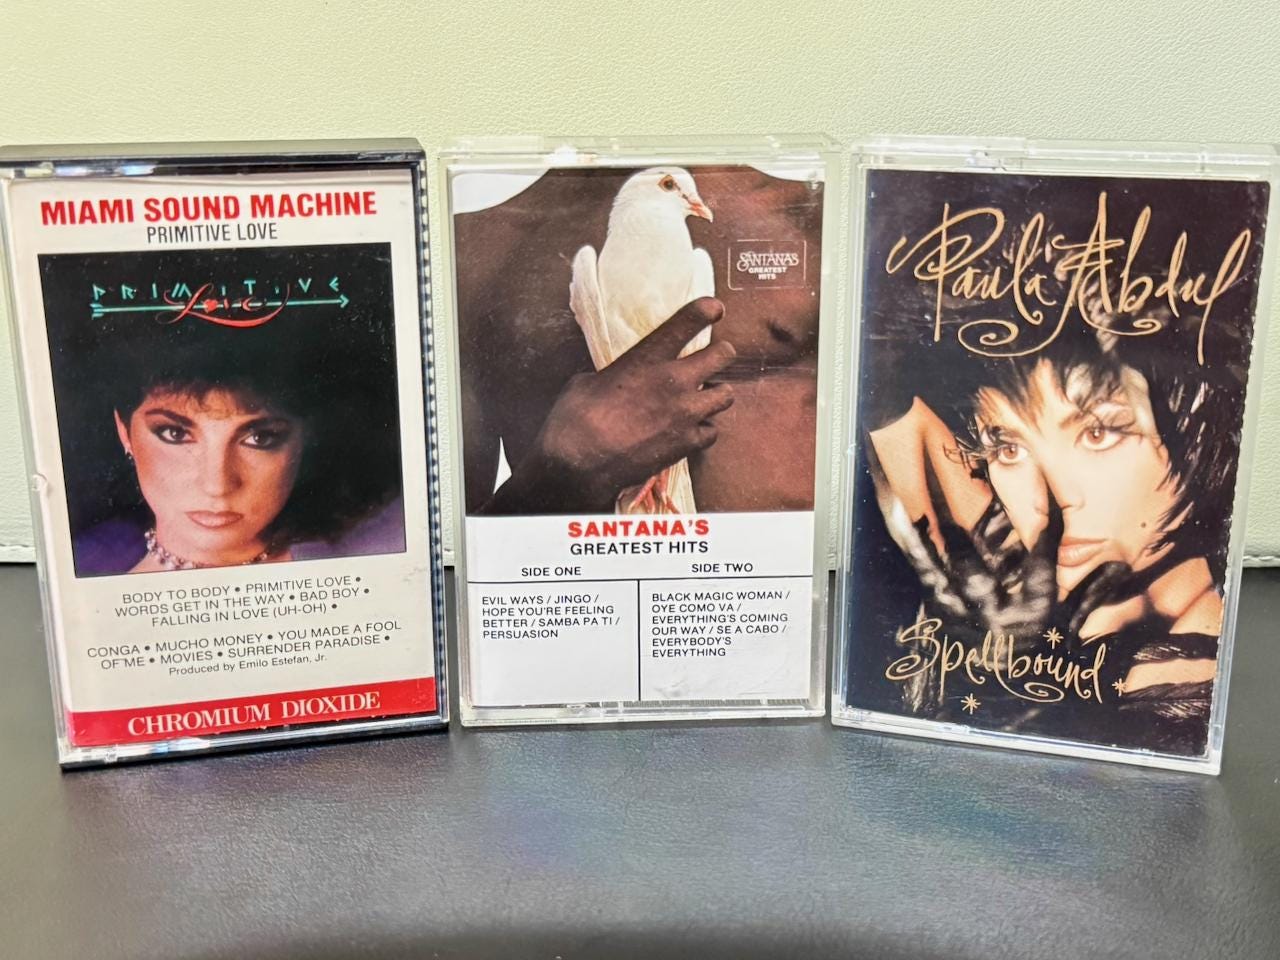 MIAMI SOUND MACHINE
PRIMITIVE LOVE
PRIMITIVE
Love
BODY TO BODY • PRIMITIVE LOVE •
WORDS GET IN THE WAY • BAD BOY •
FALLING IN LOVE (UH-OH) •
CONGA • MUCHO MONEY • YOU MADE A FOOL
OF ME • MOVIES • SURRENDER PARADISE •
Produced by Emilo Estefan, Jr.
CHROMIUM DIOXIDE
SANTANA'S
GREATEST
HITS
SANTANA'S
GREATEST HITS
SIDE ONE
EVIL WAYS / JINGO /
HOPE YOU'RE FEELING
BETTER / SAMBA PA TI /
PERSUASION
SIDE TWO
BLACK MAGIC WOMAN /
OYE COMO VA /
EVERYTHING'S COMING
OUR WAY / SE A CABO /
EVERYBODY'S
EVERYTHING
Paula Abdul
Spellbound